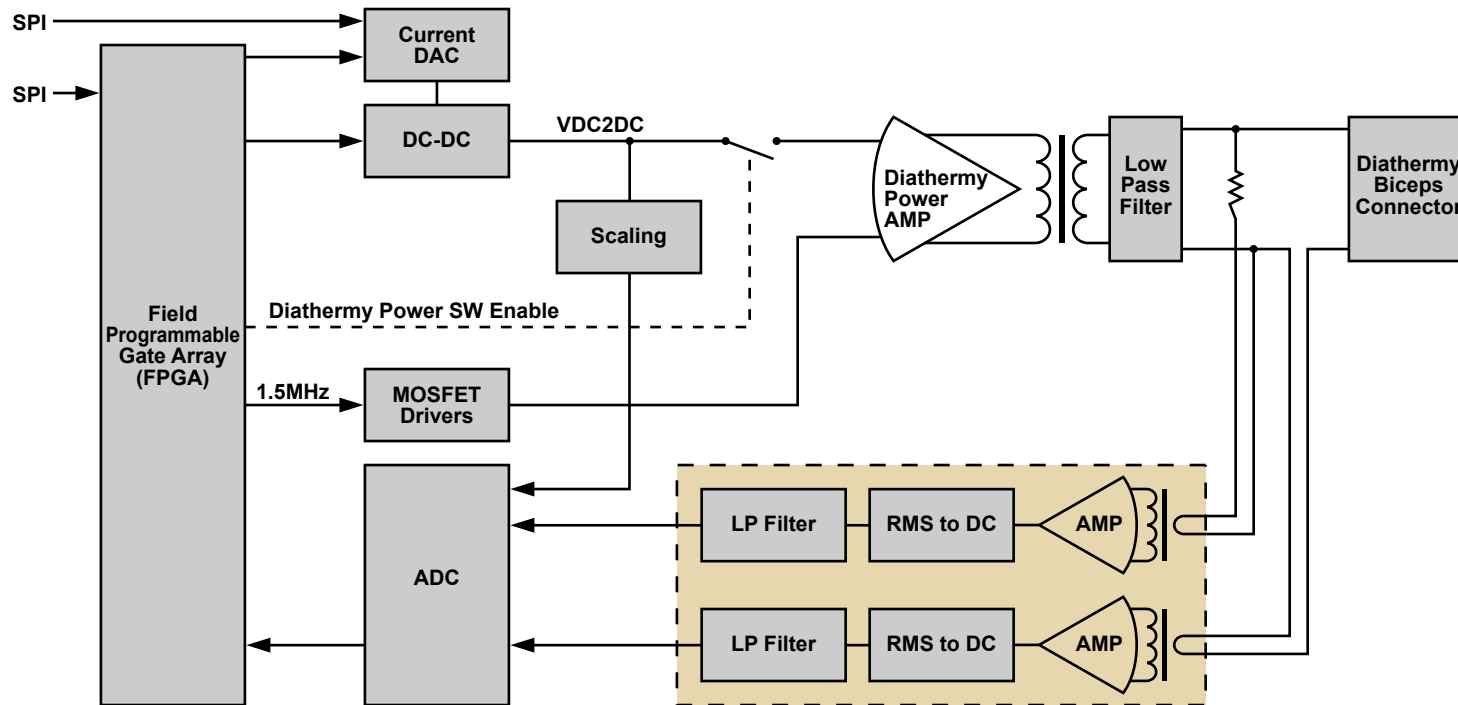 SPI
Current
DAC
SPI
DC-DC
VDC2DC
Scaling
Diathermy
Power
AMP
Low
Pass
Filter
Diathermy
Biceps
Connector
Field
Programmable
Gate Array
(FPGA)
Diathermy Power SW Enable
1.5MHz
MOSFET
Drivers
ADC
LP Filter
RMS to DC
AMP
LP Filter
RMS to DC
AMP